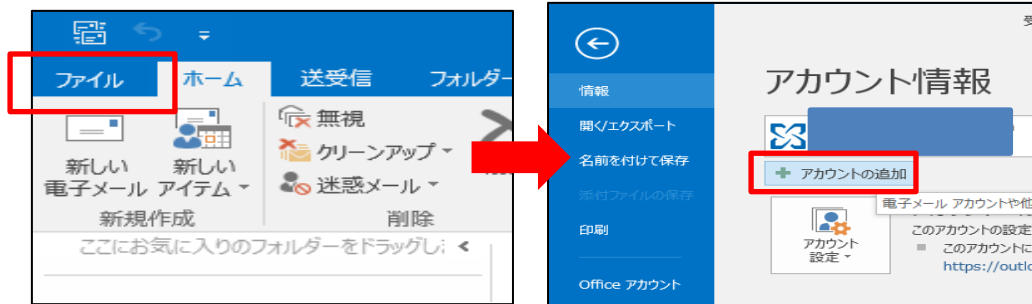 ファイル ホーム 送受信 フォルダー
新しい
電子メール
新しい
アイテム
無視
クリーンアップ
迷惑メール
新規作成 削除
ここにお気に入りのフォルダーをドラッグし
情報
開く/エクスポート
名前を付けて保存
添付ファイルの保存
印刷
Office アカウント
アカウント情報
アカウントの追加
電子メール アカウントや他
アカウント
設定
このアカウントの設定
このアカウントに
https://outlo